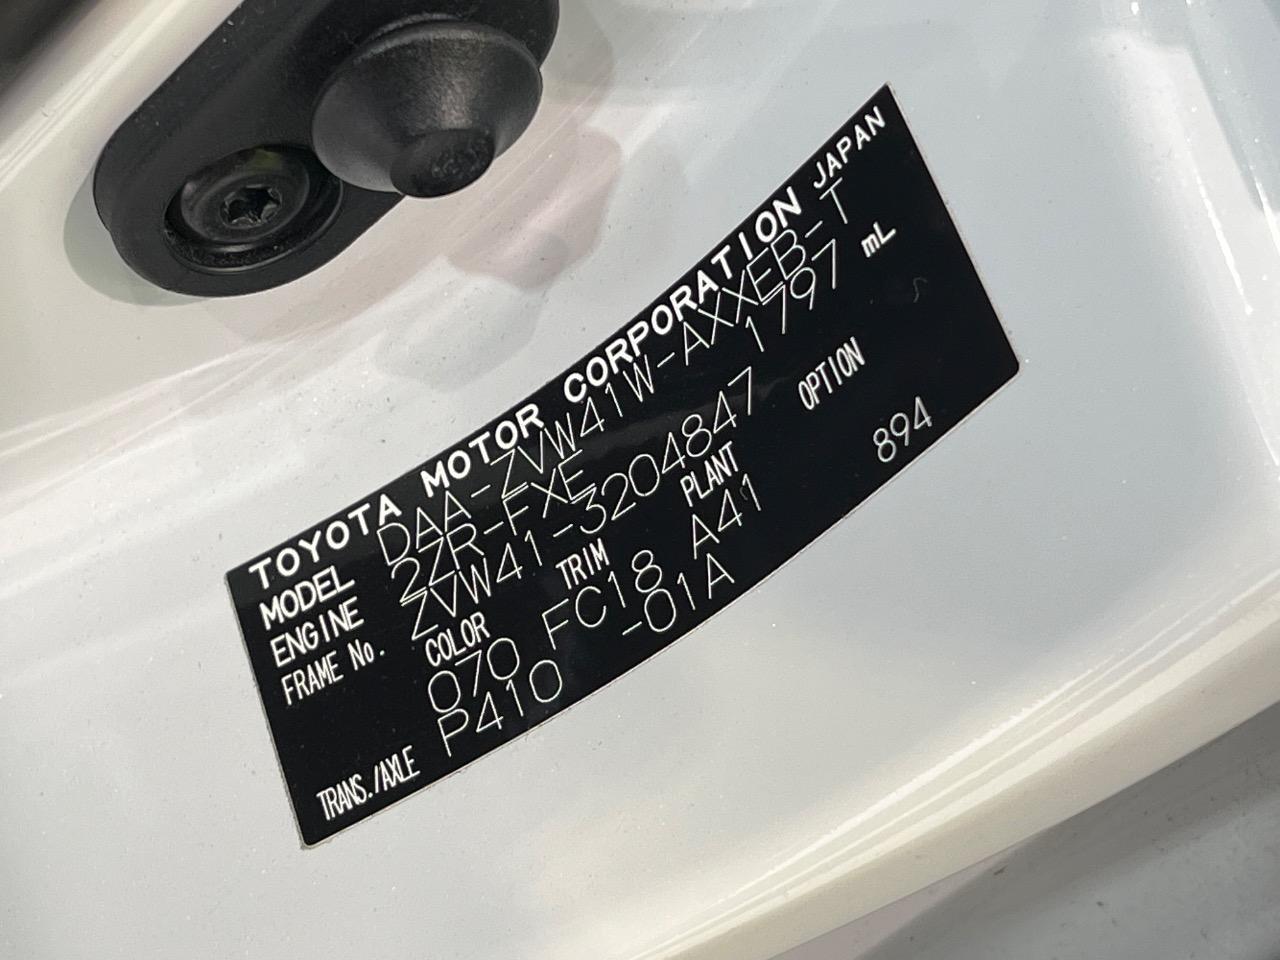 TOYOTA MOTOR CORPORATION JAPAN
MODEL DAA-ZVW41W-AXXEB-T
ENGINE 2ZR-FXE 1797 mL
FRAME No. ZVW41-3204847
COLOR TRIM PLANT OPTION
070 FC18 A41 894
TRANS./AXLE P410 -01A